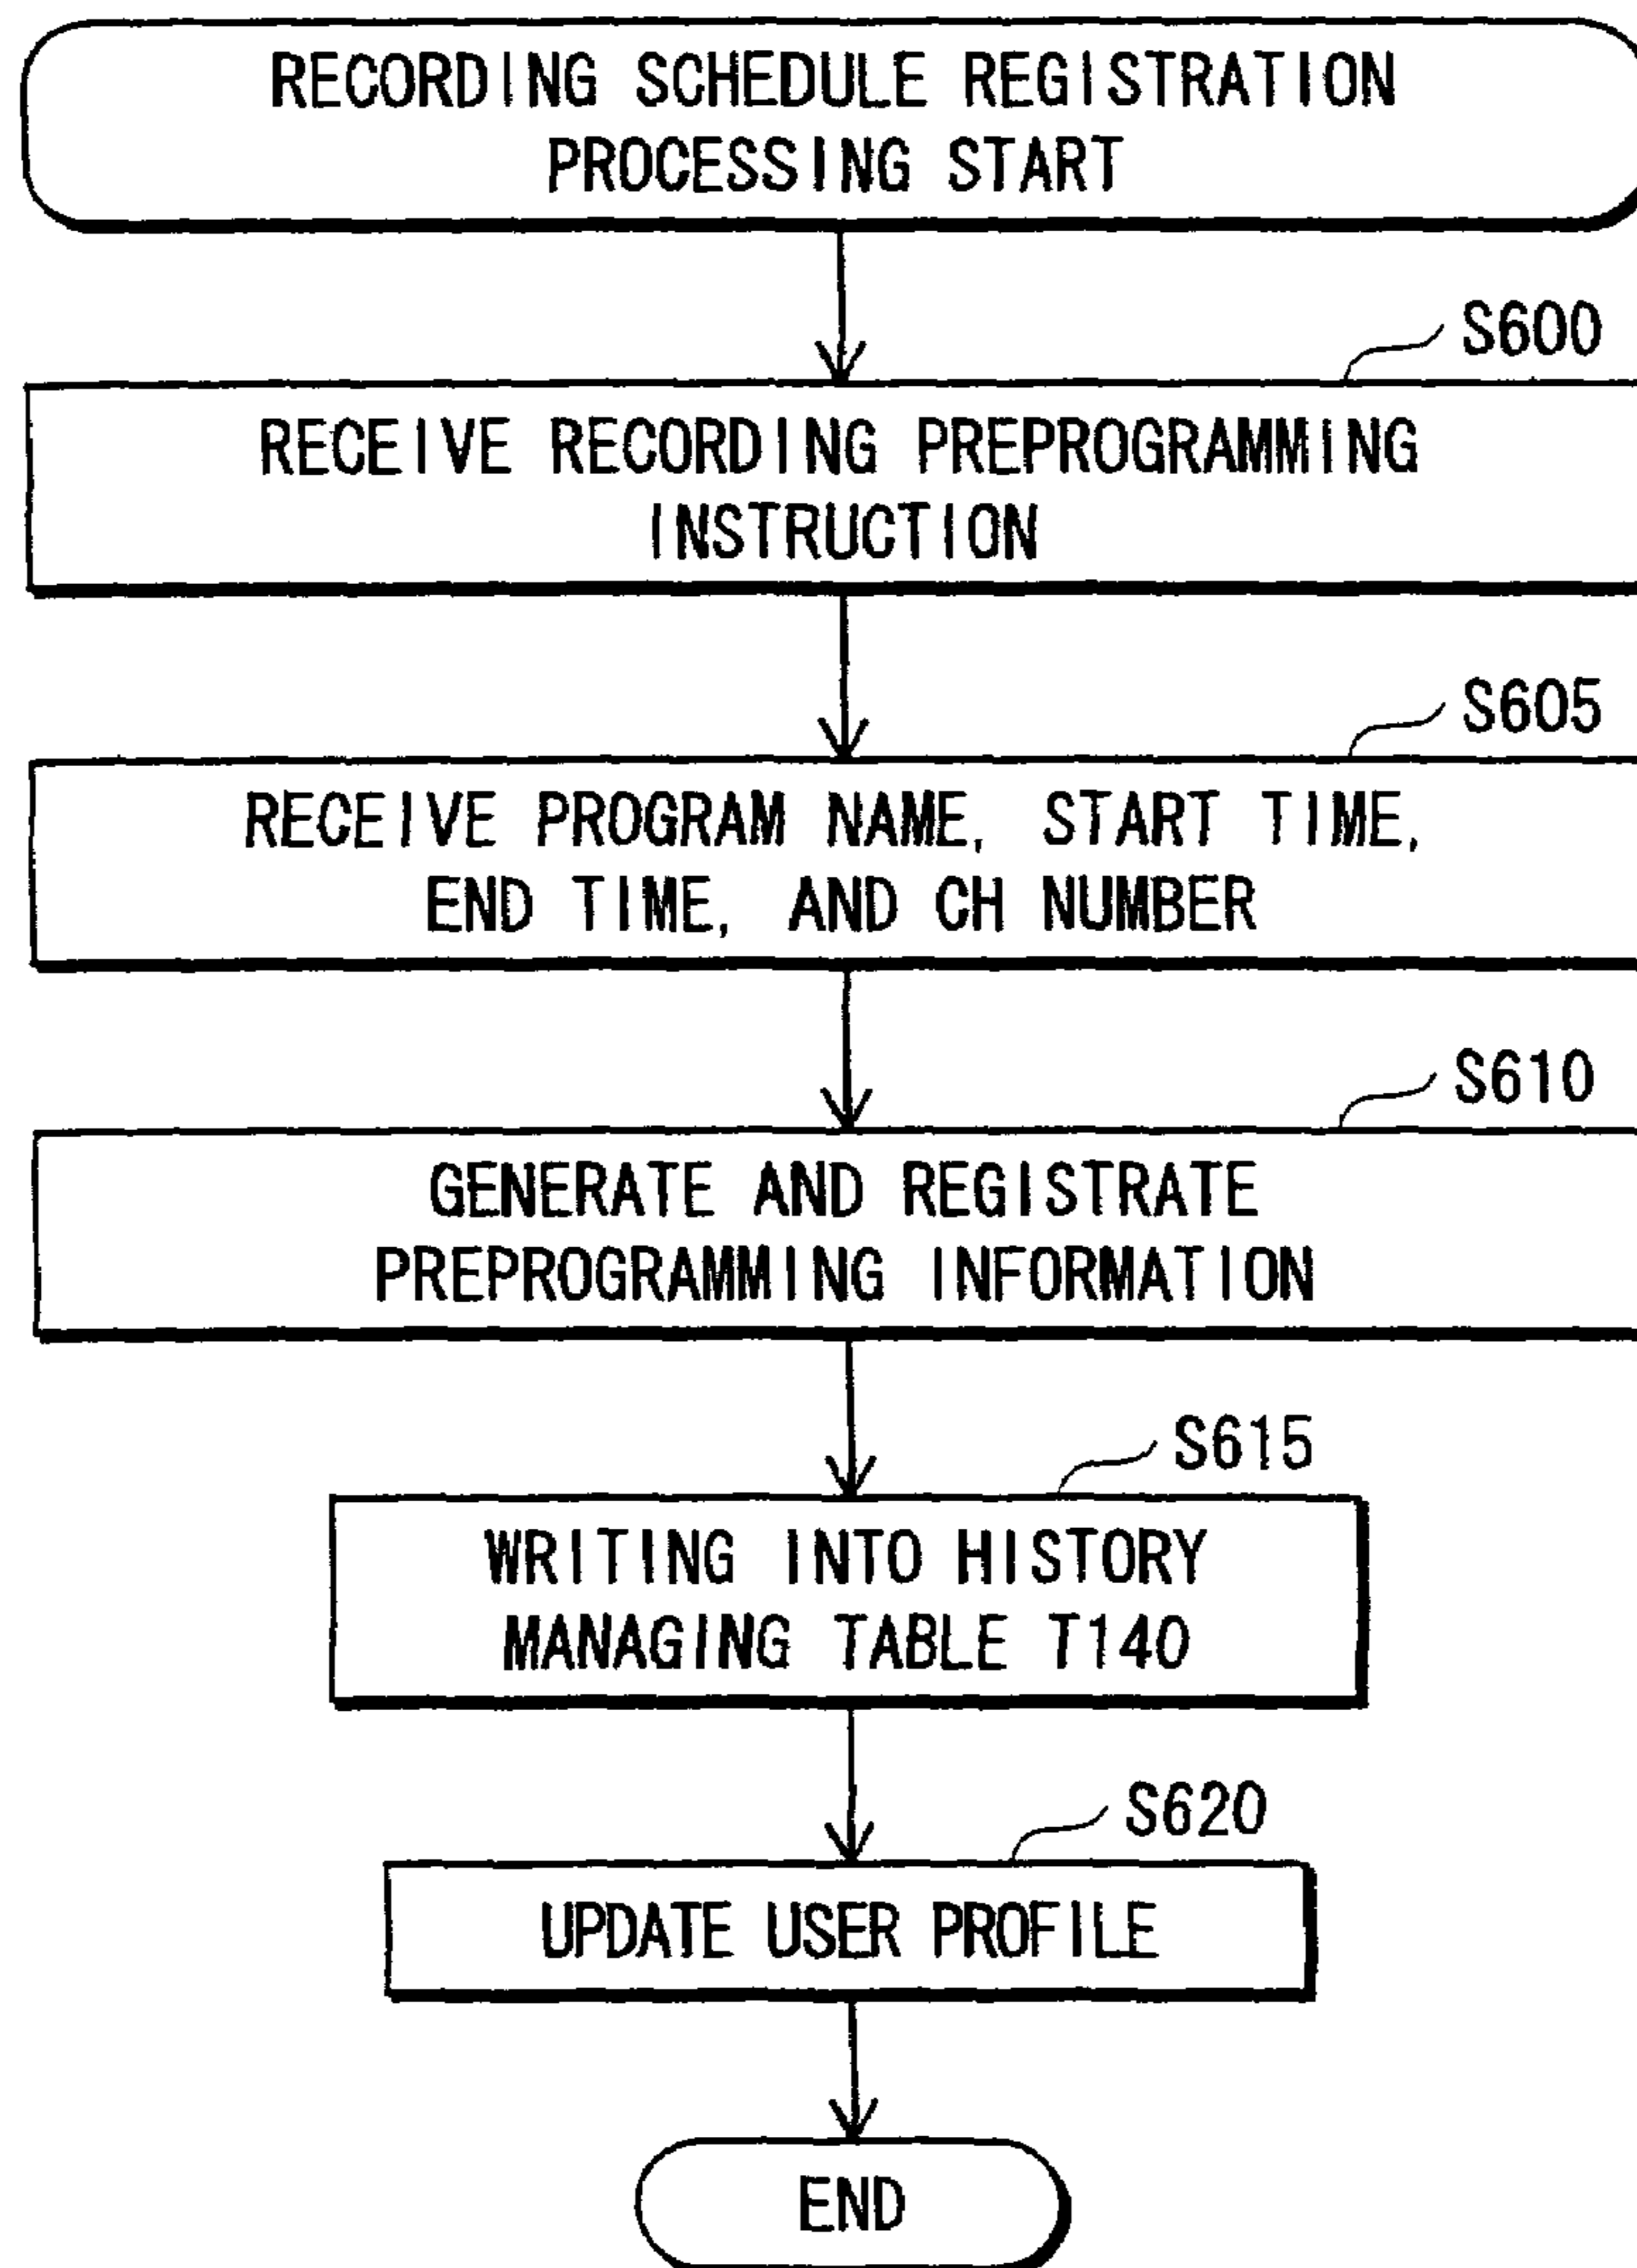 RECORDING SCHEDULE REGISTRATION
PROCESSING START
S600
RECEIVE RECORDING PREPROGRAMMING
INSTRUCTION
S605
RECEIVE PROGRAM NAME, START TIME,
END TIME, AND CH NUMBER
S610
GENERATE AND REGISTRATE
PREPROGRAMMING INFORMATION
S615
WRITING INTO HISTORY
MANAGING TABLE T140
S620
UPDATE USER PROFILE
END